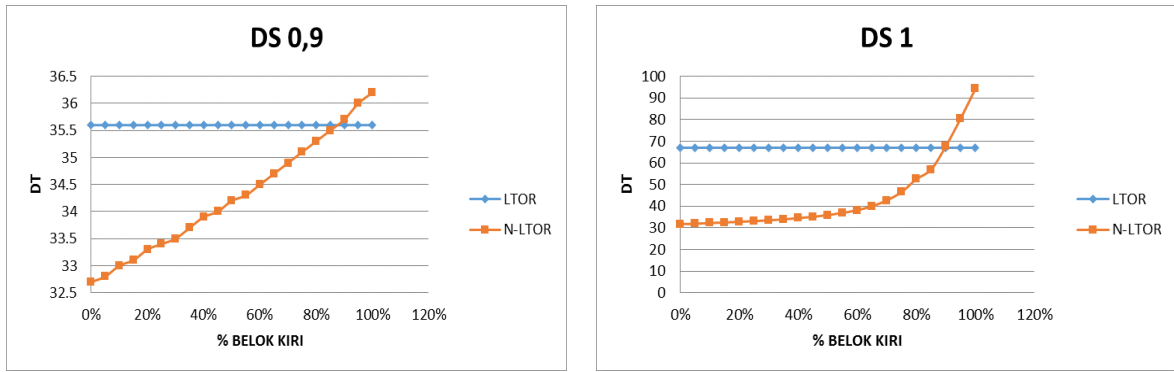 DS 0,9
36.5
36
35.5
35
34.5
34
33.5
33
32.5
DT
0% 20% 40% 60% 80% 100% 120%
% BELOK KIRI
LTOR
N-LTOR
DS 1
100
90
80
70
60
50
40
30
20
10
0
DT
0% 20% 40% 60% 80% 100% 120%
% BELOK KIRI
LTOR
N-LTOR